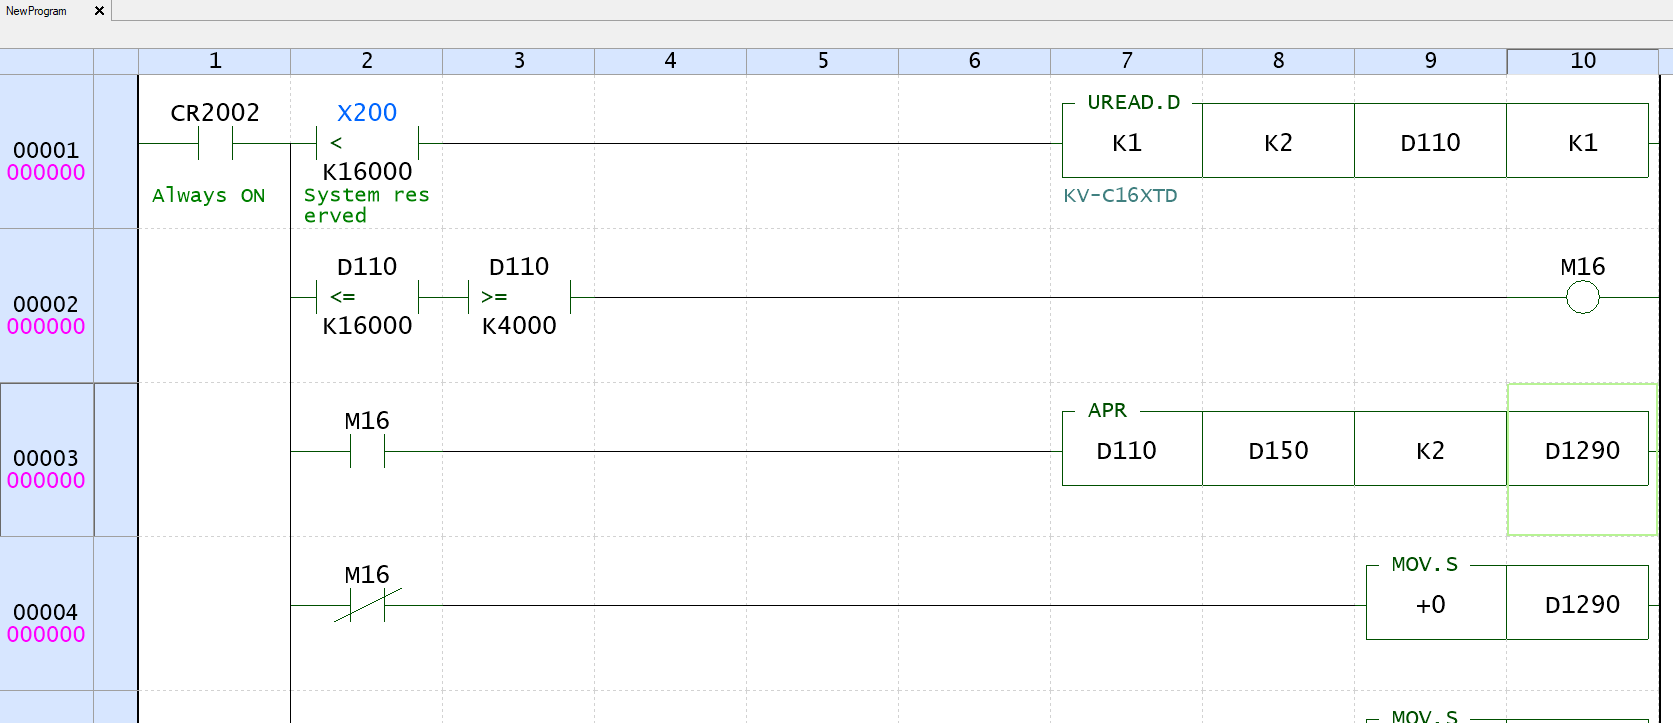 NewProgram ×
1 2 3 4 5 6 7 8 9 10
CR2002 X200 UREAD.D
00001 < K1 K2 D110 K1
000000 K16000
Always ON System res KV-C16XTD
erved
D110 D110 M16
00002 <= >=
000000 K16000 K4000
M16 APR
00003 D110 D150 K2 D1290
000000
M16 MOV.S
00004 +0 D1290
000000
MOV.S